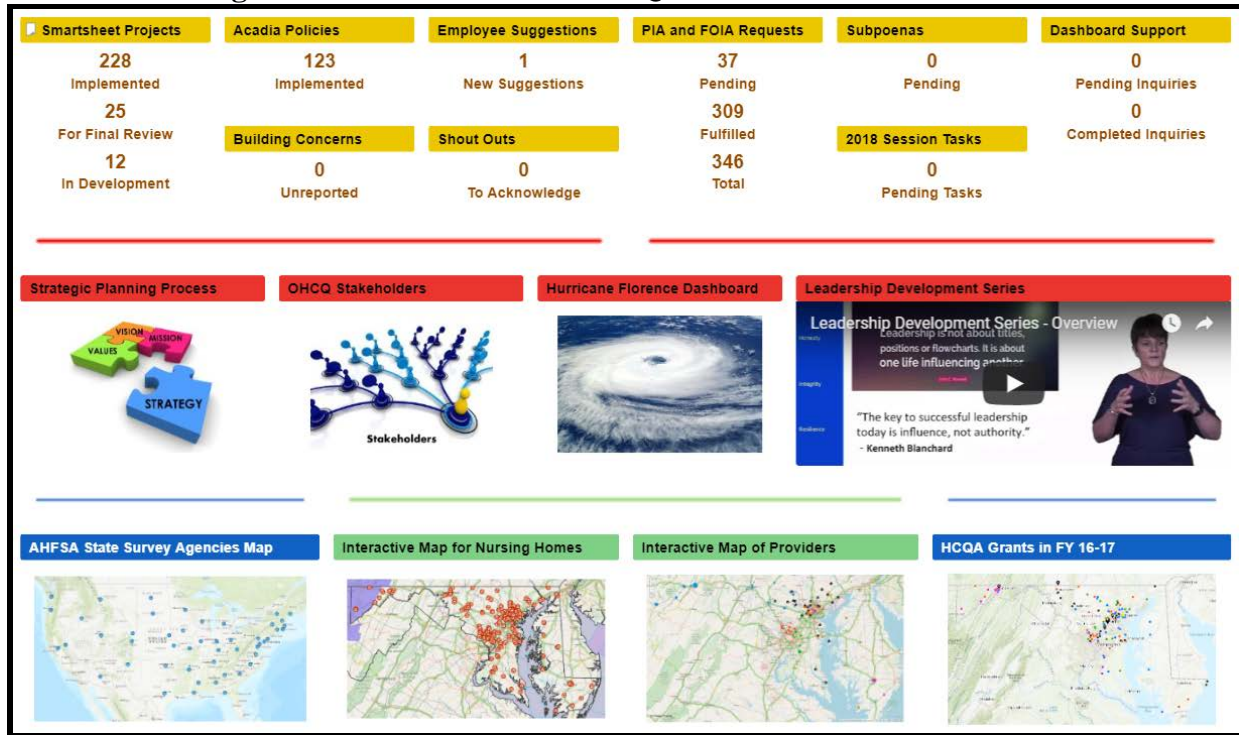 Smartsheet Projects
228
Implemented
25
For Final Review
12
In Development
Acadia Policies
123
Implemented
Building Concerns
0
Unreported
Employee Suggestions
1
New Suggestions
Shout Outs
0
To Acknowledge
PIA and FOIA Requests
37
Pending
309
Fulfilled
346
Total
Subpoenas
0
Pending
2018 Session Tasks
0
Pending Tasks
Dashboard Support
0
Pending Inquiries
0
Completed Inquiries
Strategic Planning Process
VISION
MISSION
VALUES
STRATEGY
OHCQ Stakeholders
Stakeholders
Hurricane Florence Dashboard
Leadership Development Series
Leadership Development Series - Overview
Leadership is not about titles,
positions or flowcharts. It is about
one life influencing another
Integrity
Resilience
"The key to successful leadership
today is influence, not authority."
- Kenneth Blanchard
AHFSA State Survey Agencies Map
Interactive Map for Nursing Homes
Interactive Map of Providers
HCQA Grants in FY 16-17